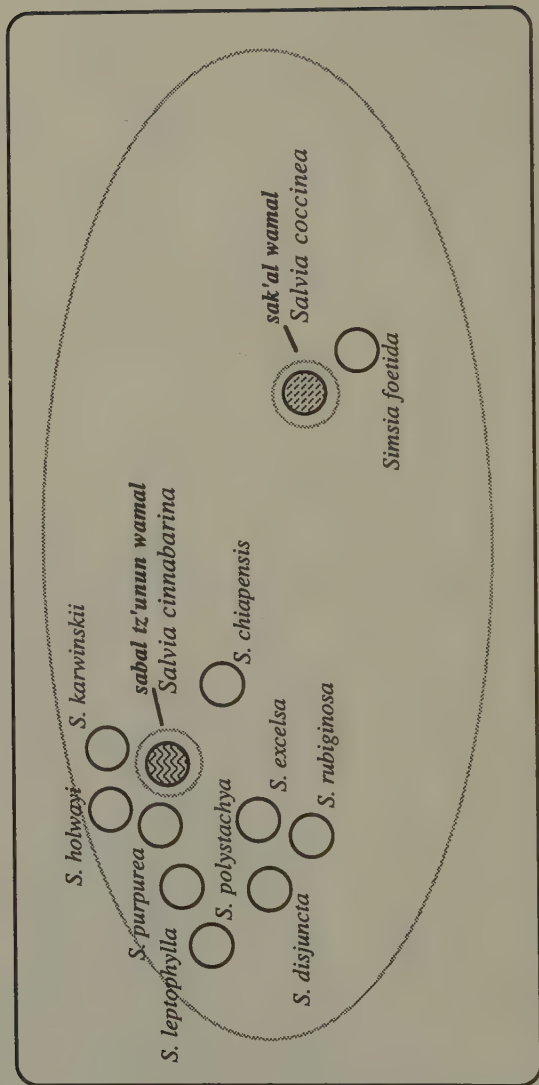 S. holwayi
S. karwinskii
sabal tz'unun wamal
Salvia cinnabarina
S. purpurea
S. leptophylla
S. chiapensis
S. polystachya
S. excelsa
S. disjuncta
S. rubiginosa
sak'al wamal
Salvia coccinea
Simsia foetida